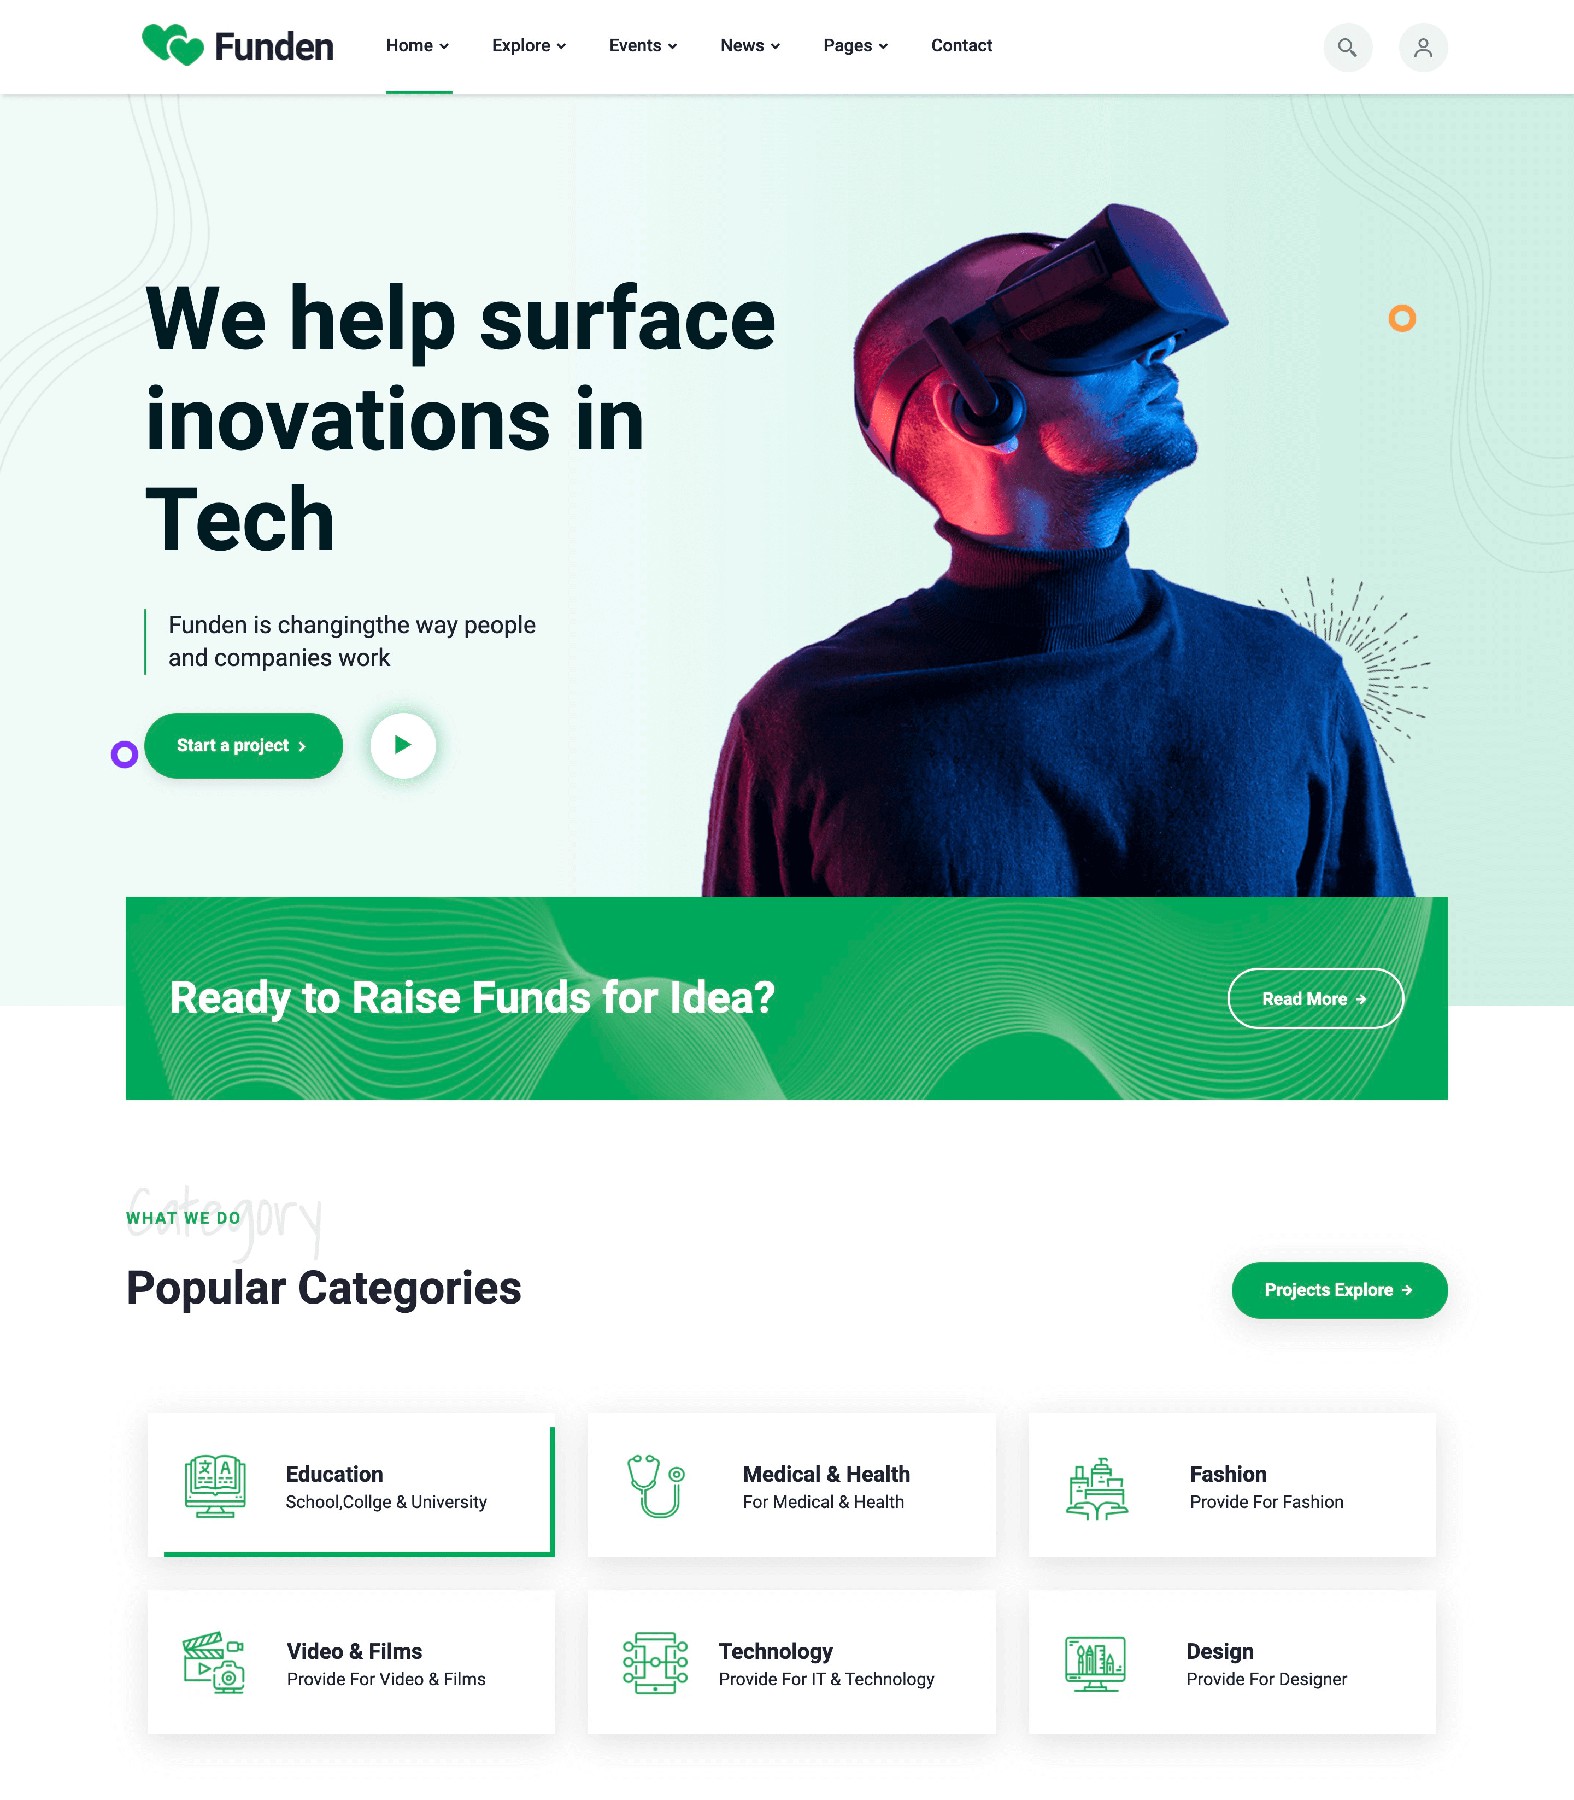 Funden
Home
Explore
Events
News
Pages
Contact
We help surface
inovations in
Tech
Funden is changingthe way people
and companies work
Start a project
Ready to Raise Funds for Idea?
Read More
Category
WHAT WE DO
Popular Categories
Projects Explore
文 A
Education
School,Collge & University
Medical & Health
For Medical & Health
Fashion
Provide For Fashion
Video & Films
Provide For Video & Films
Technology
Provide For IT & Technology
Design
Provide For Designer